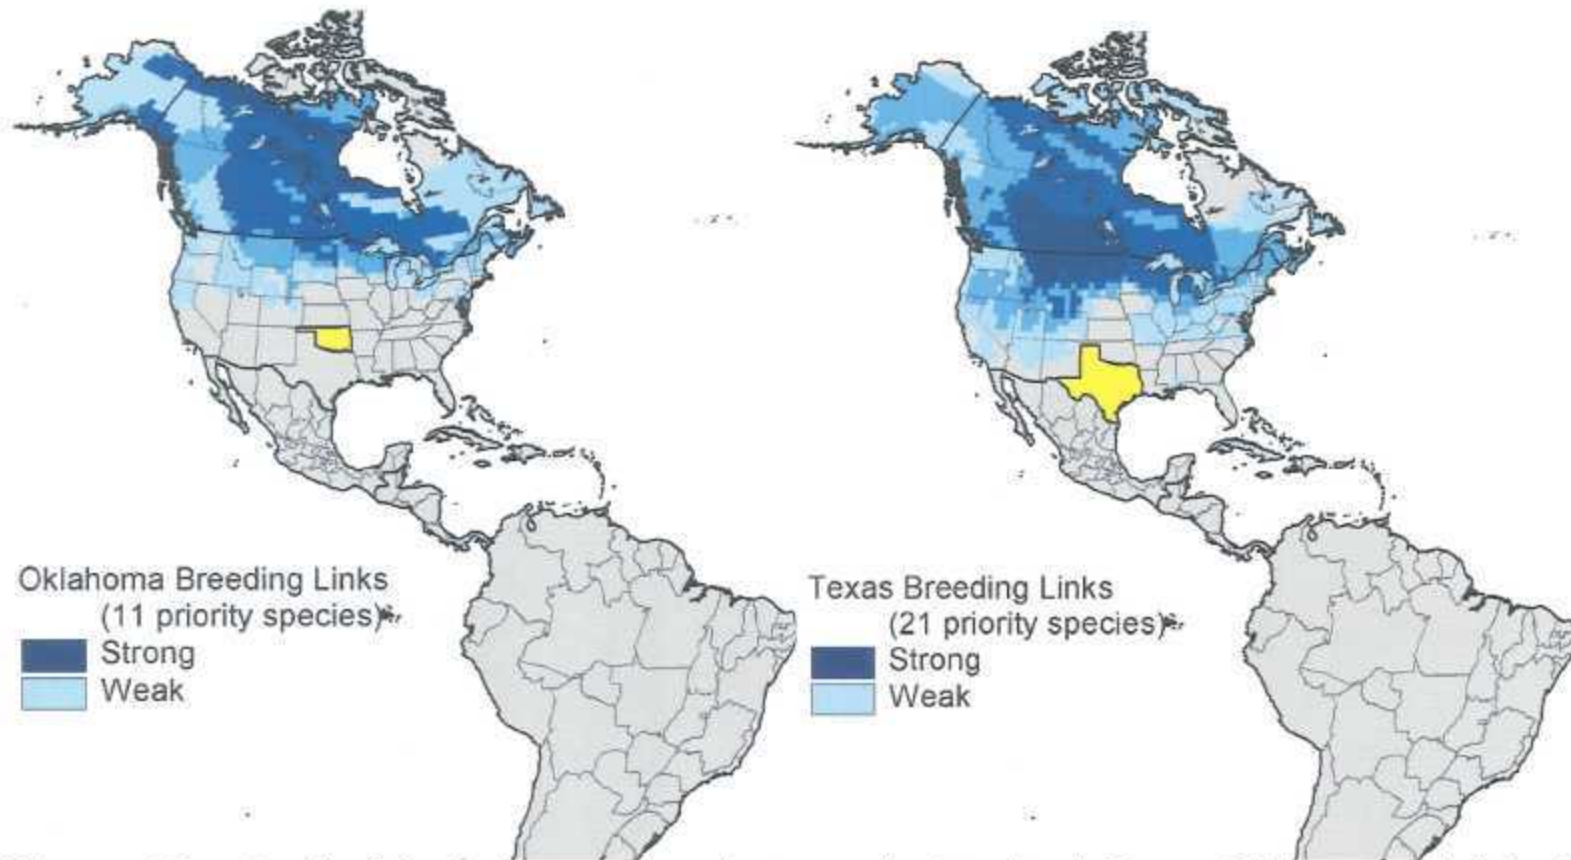 Oklahoma Breeding Links
(11 priority species)
Strong
Weak
Texas Breeding Links
(21 priority species)
Strong
Weak